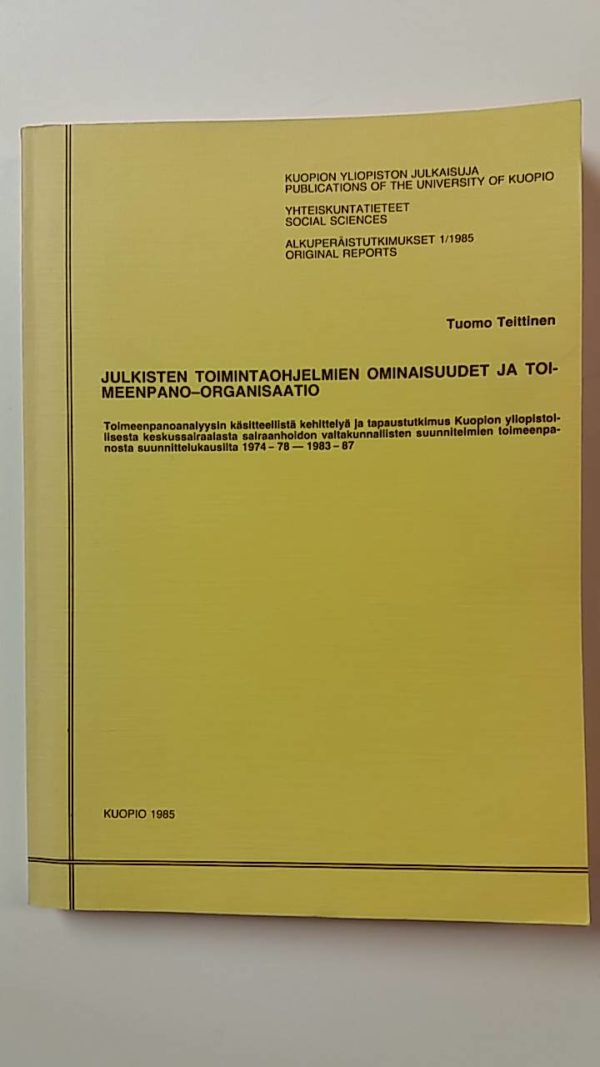 KUOPION YLIOPISTON JULKAISUJA
PUBLICATIONS OF THE UNIVERSITY OF KUOPIO
YHTEISKUNTATIETEET
SOCIAL SCIENCES
ALKUPERÄISTUTKIMUKSET 1/1985
ORIGINAL REPORTS
Tuomo Teittinen
JULKISTEN TOIMINTAOHJELMIEN OMINAISUUDET JA TOI-
MEENPANO–ORGANISAATIO
Toimeenpanoanalyysin käsitteellistä kehittelyä ja tapaustutkimus Kuopion yliopistol-
lisesta keskussairaalasta sairaanhoidon valtakunnallisten suunnitelmien toimeenpa-
nosta suunnittelukausilta 1974 – 78 — 1983 – 87
KUOPIO 1985